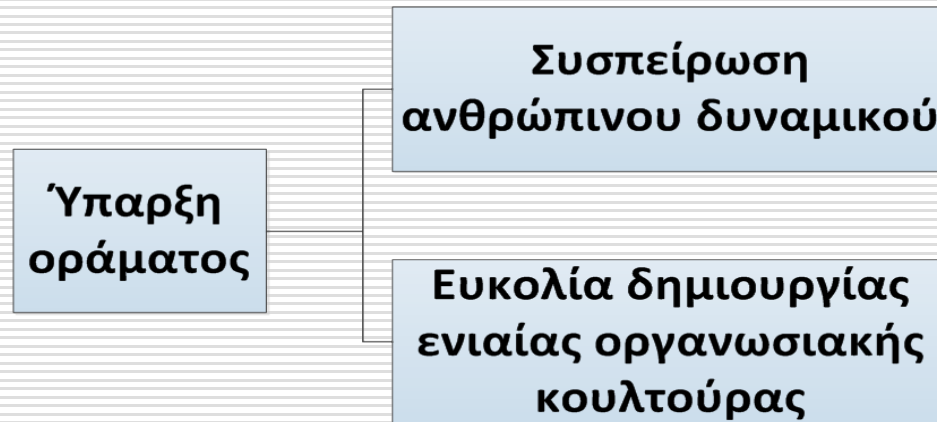 Συσπείρωση
ανθρώπινου δυναμικού
Ύπαρξη
οράματος
Ευκολία δημιουργίας
ενιαίας οργανωσιακής
κουλτούρας